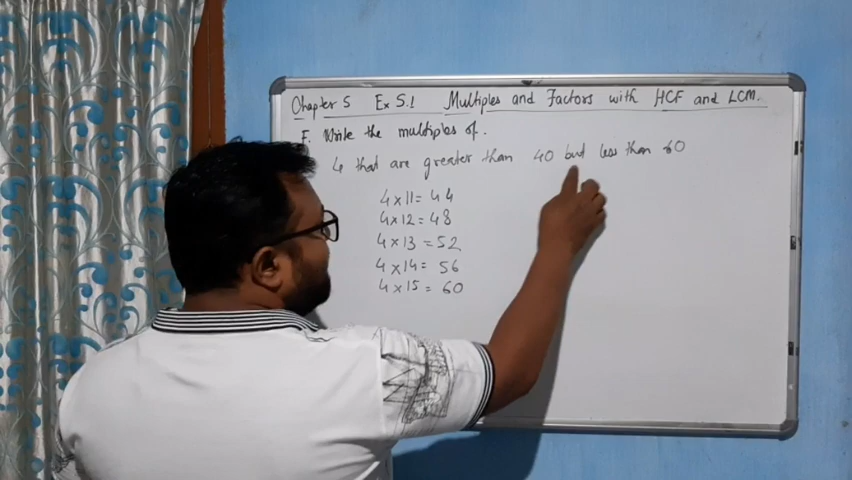 Chapter 5 Ex 5.1 Multiples and Factors with HCF and LCM.
F. Write the multiples of.
4 that are greater than 40 but less than 60
4 × 11 = 44
4 × 12 = 48
4 × 13 = 52
4 × 14 = 56
4 × 15 = 60